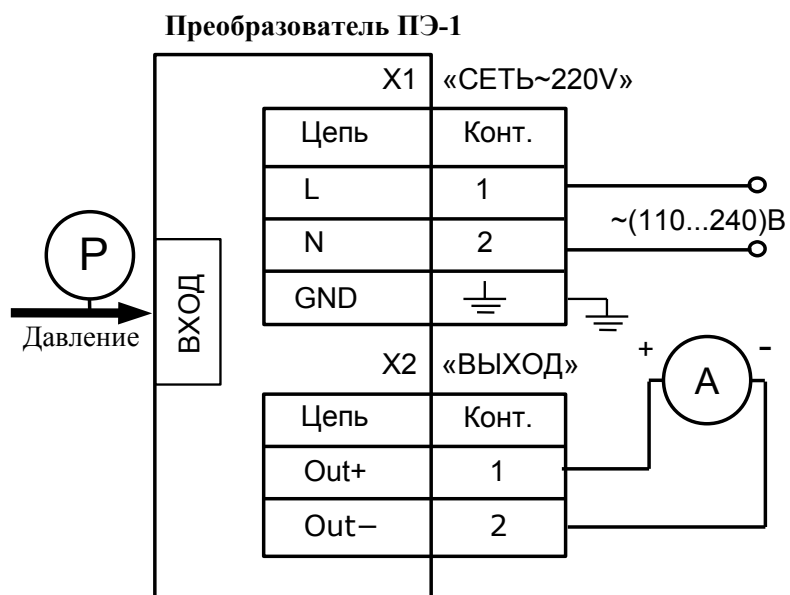 Преобразователь ПЭ-1
X1 «СЕТЬ~220V»
Цепь Конт.
L 1
~(110...240)В
N 2
GND
P
Давление
ВХОД
X2 «ВЫХОД»
+ -
A
Цепь Конт.
Out+ 1
Out− 2